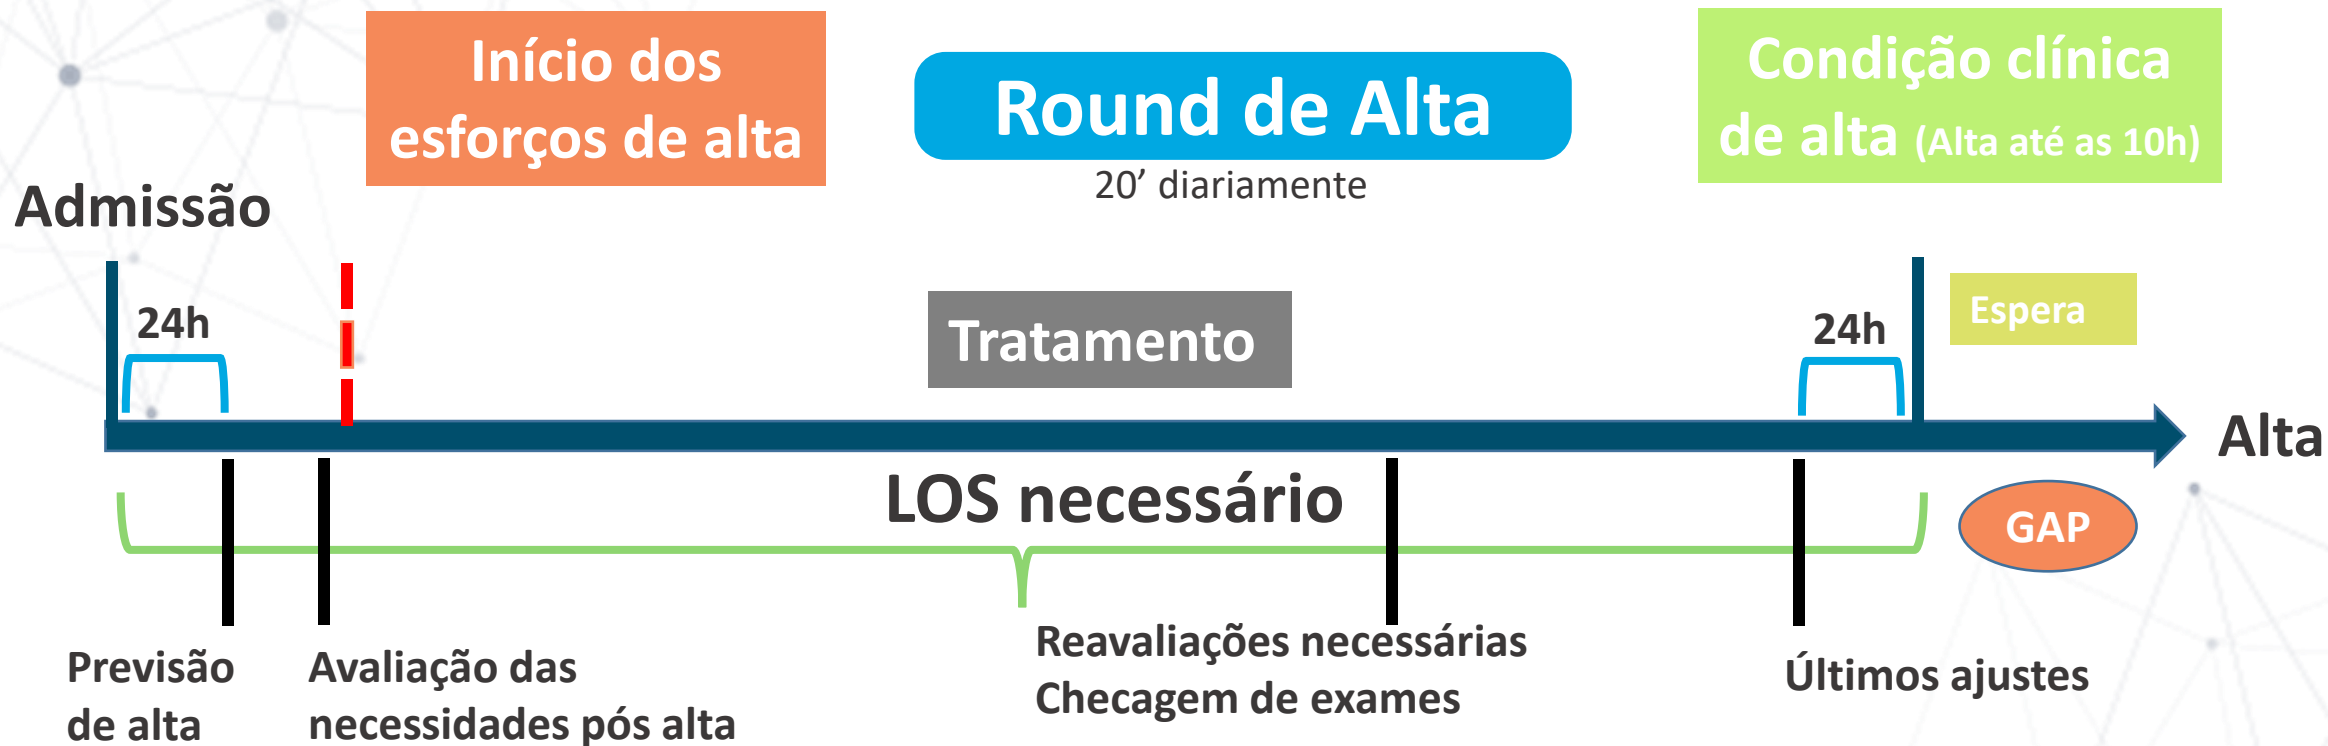 Início dos
esforços de alta
Round de Alta
20’ diariamente
Condição clínica
de alta (Alta até as 10h)
Admissão
24h
Tratamento
24h
Espera
Alta
LOS necessário
GAP
Previsão
de alta
Avaliação das
necessidades pós alta
Reavaliações necessárias
Checagem de exames
Últimos ajustes